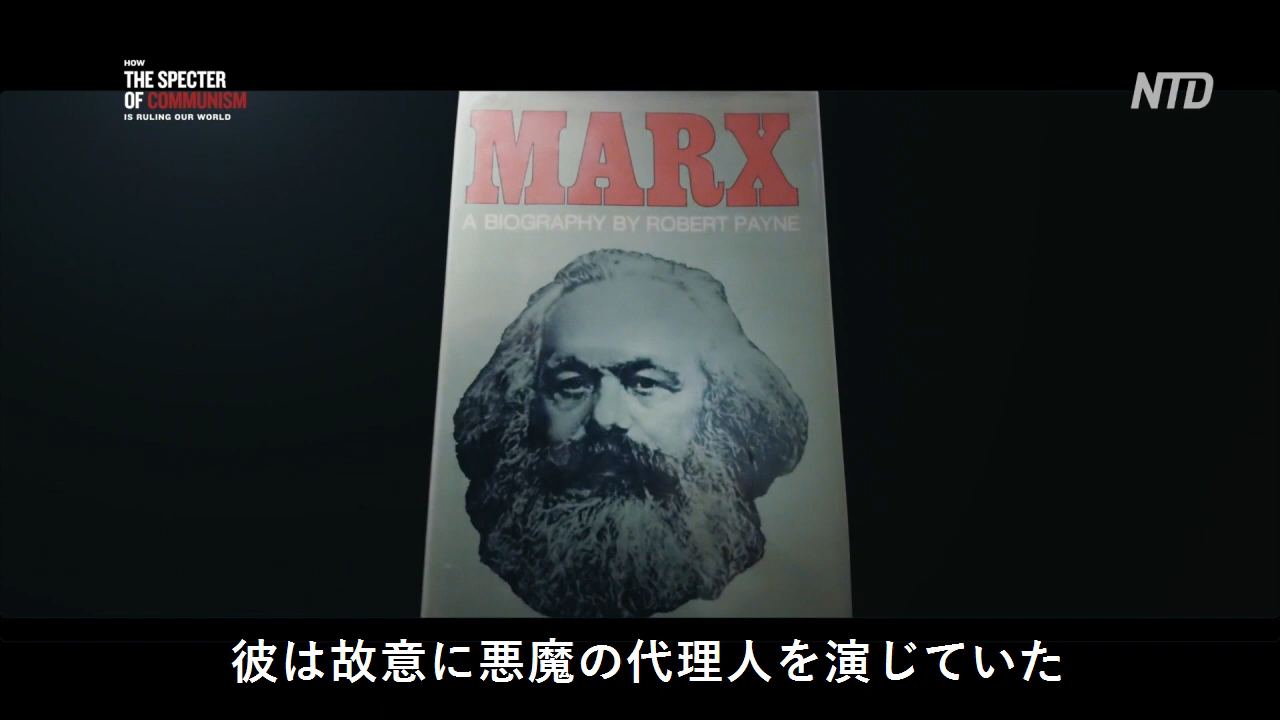 HOW
THE SPECTER
OF COMMUNISM
IS RULING OUR WORLD
NTD
MARX
A BIOGRAPHY BY ROBERT PAYNE
彼は故意に悪魔の代理人を演じていた